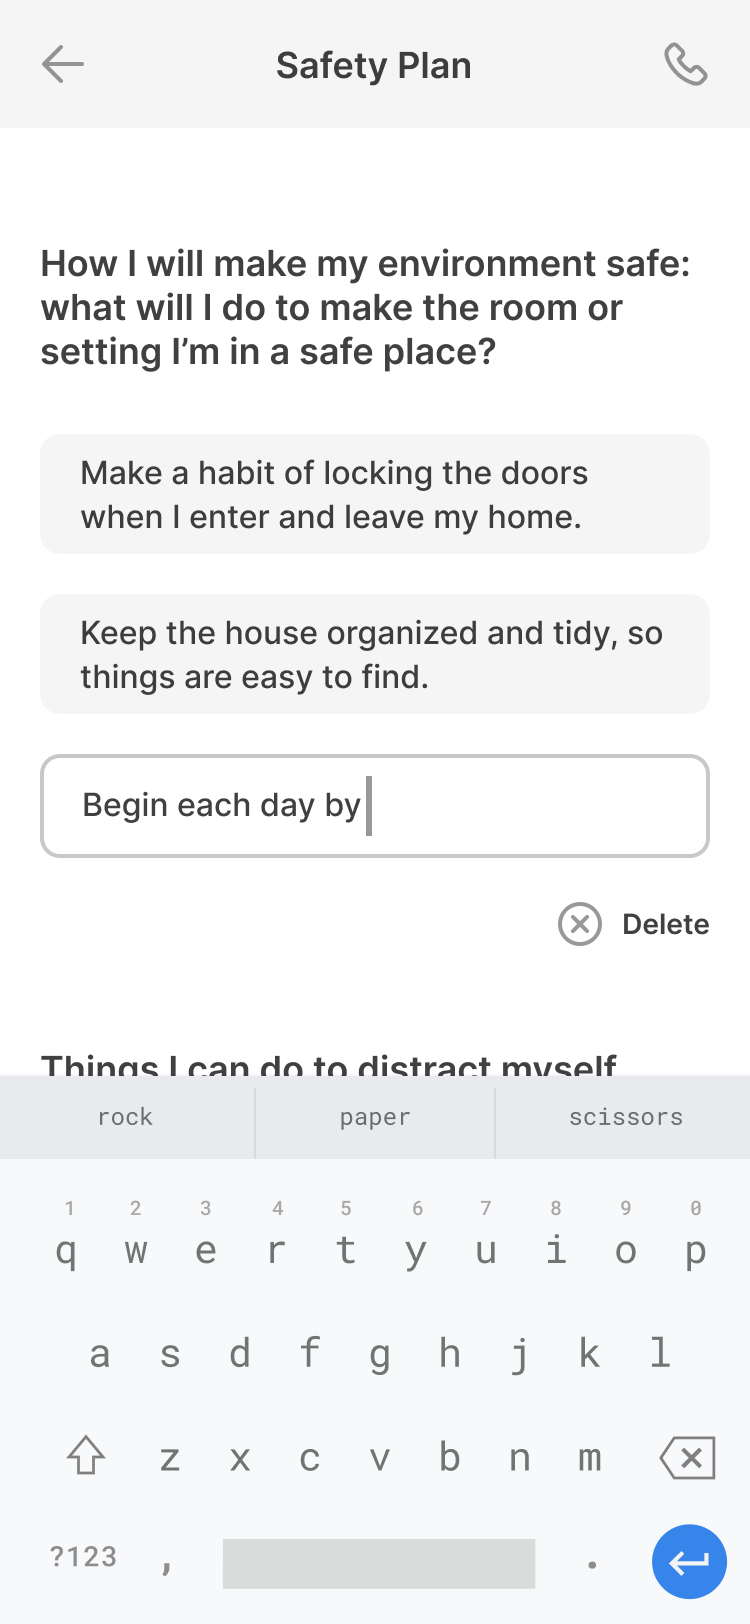 Safety Plan
How I will make my environment safe:
what will I do to make the room or
setting I’m in a safe place?
Make a habit of locking the doors
when I enter and leave my home.
Keep the house organized and tidy, so
things are easy to find.
Begin each day by
Delete
Things I can do to distract myself
rock paper scissors
1 2 3 4 5 6 7 8 9 0
q w e r t y u i o p
a s d f g h j k l
z x c v b n m
?123 , .